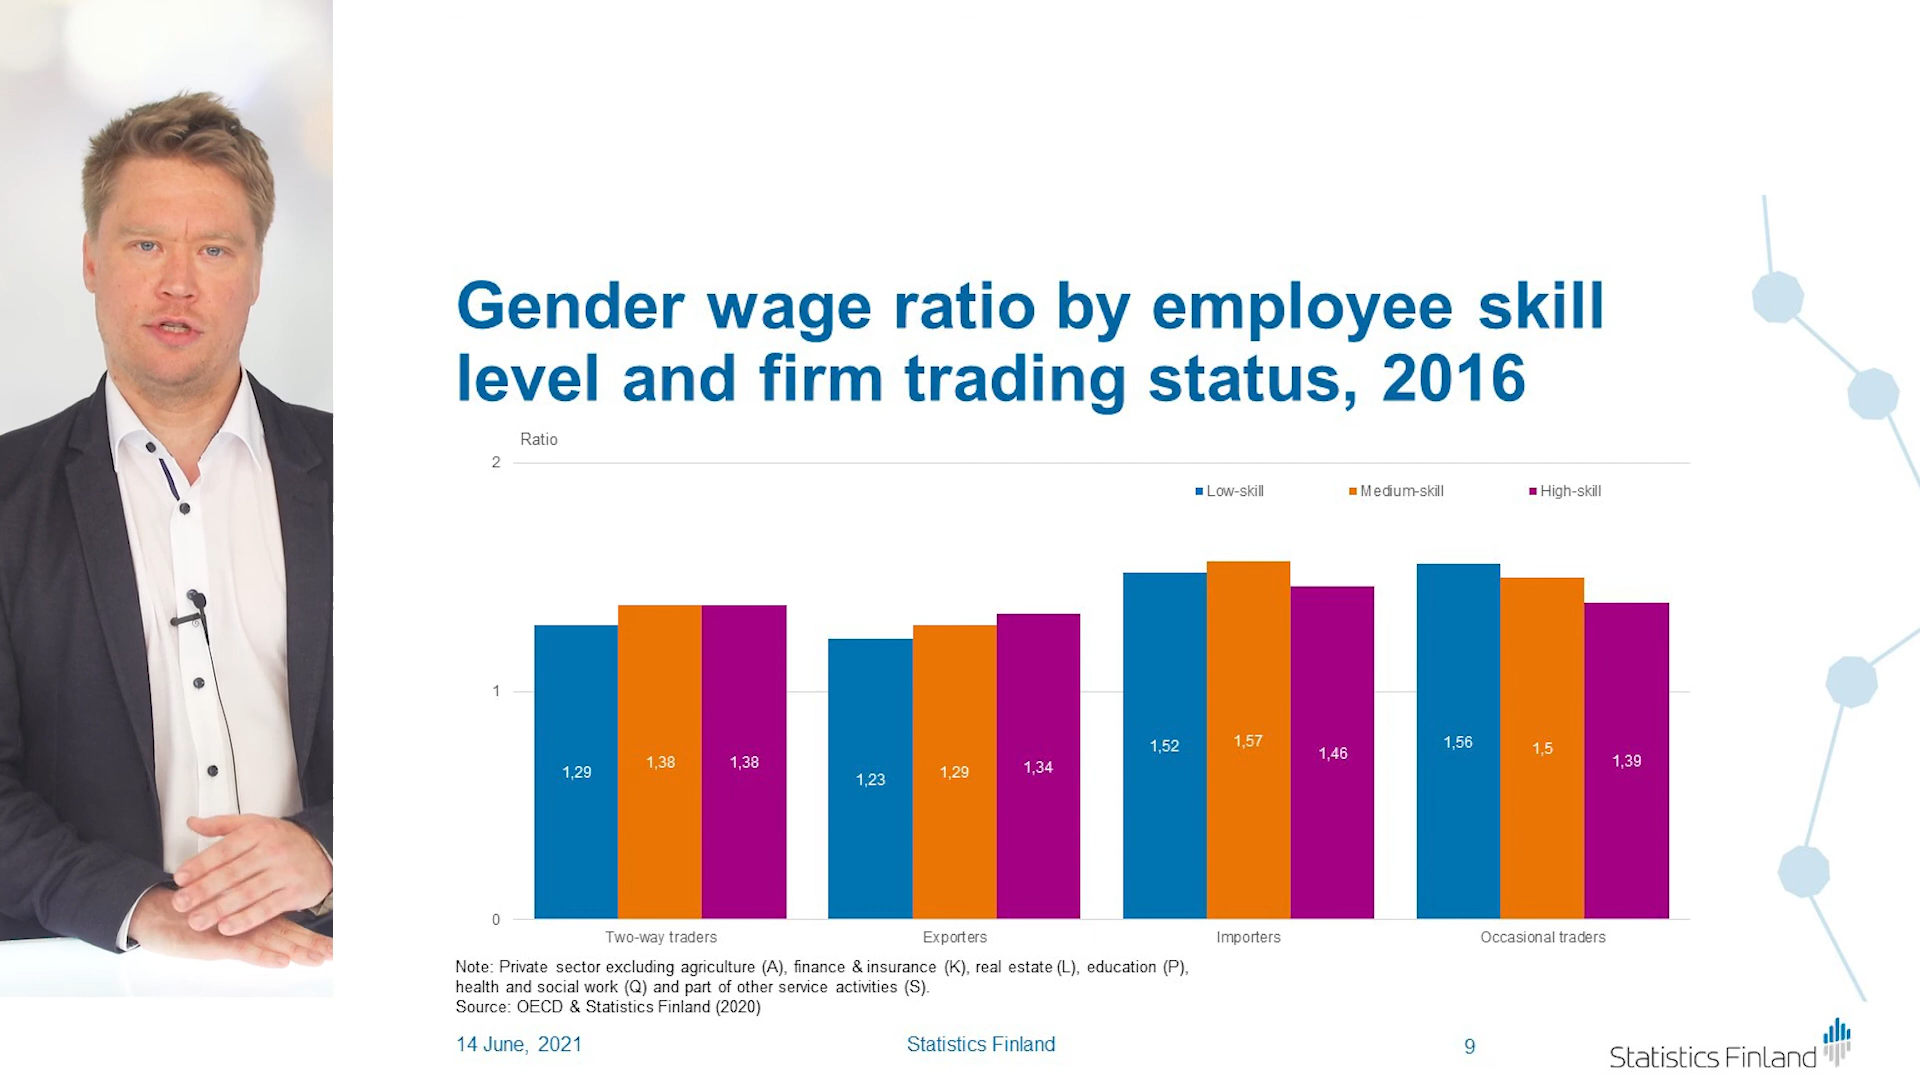 Gender wage ratio by employee skill
level and firm trading status, 2016
Ratio
2
Low-skill Medium-skill High-skill
1
1,29 1,38 1,38 1,23 1,29 1,34 1,52 1,57 1,46 1,56 1,5 1,39
0
Two-way traders Exporters Importers Occasional traders
Note: Private sector excluding agriculture (A), finance & insurance (K), real estate (L), education (P),
health and social work (Q) and part of other service activities (S).
Source: OECD & Statistics Finland (2020)
14 June, 2021 Statistics Finland 9
Statistics Finland